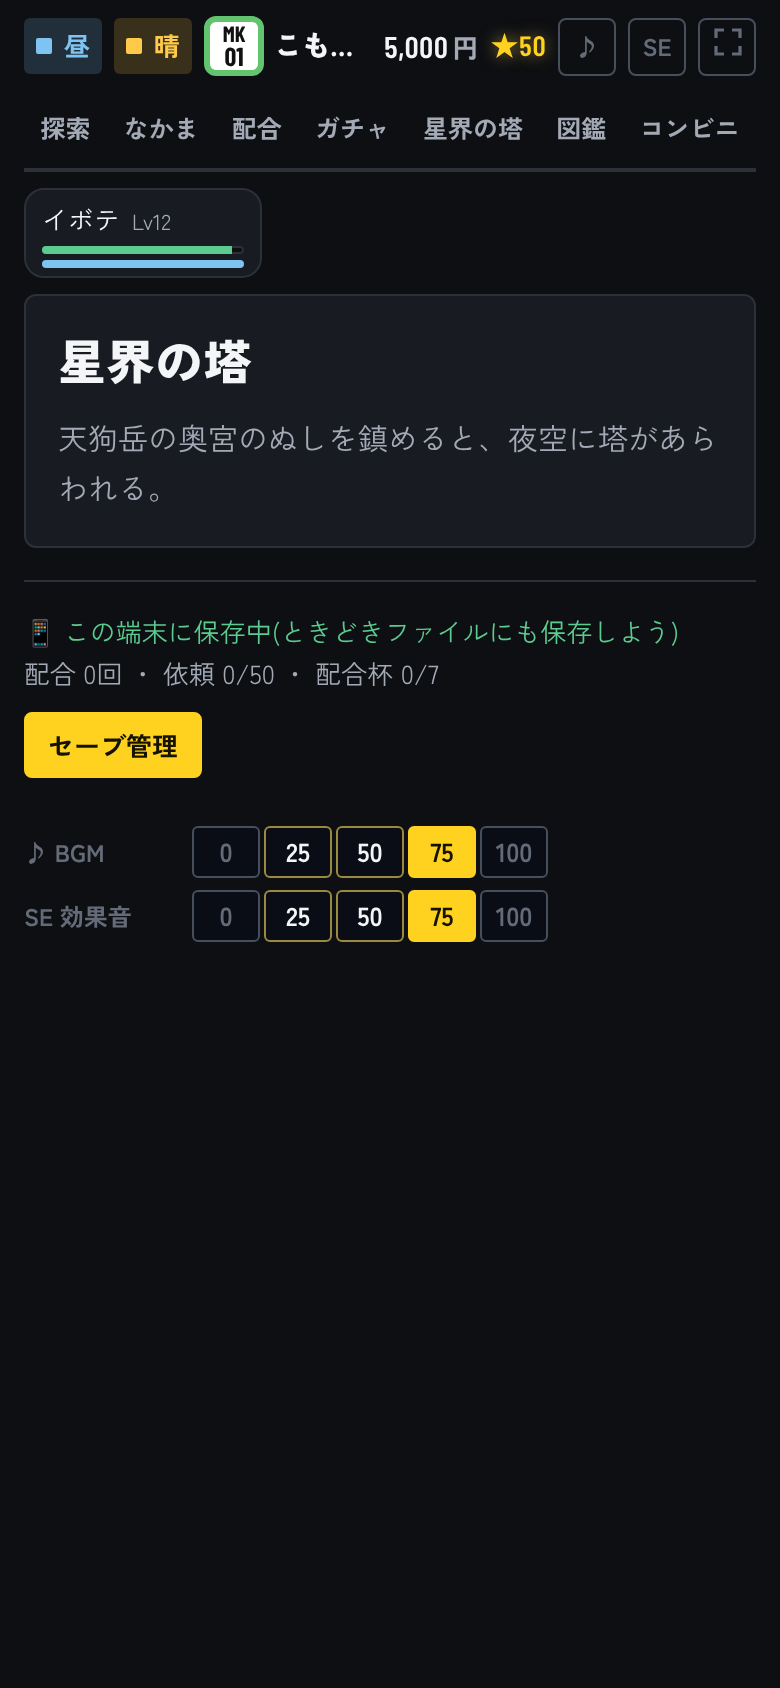 昼 晴 MK 01 こも... 5,000 円 ★50 ♪ SE
探索 なかま 配合 ガチャ 星界の塔 図鑑 コンビニ
イボテ Lv12
星界の塔
天狗岳の奥宮のぬしを鎮めると、夜空に塔があら
われる。
📱 この端末に保存中(ときどきファイルにも保存しよう)
配合 0回 ・ 依頼 0/50 ・ 配合杯 0/7
セーブ管理
♪ BGM 0 25 50 75 100
SE 効果音 0 25 50 75 100